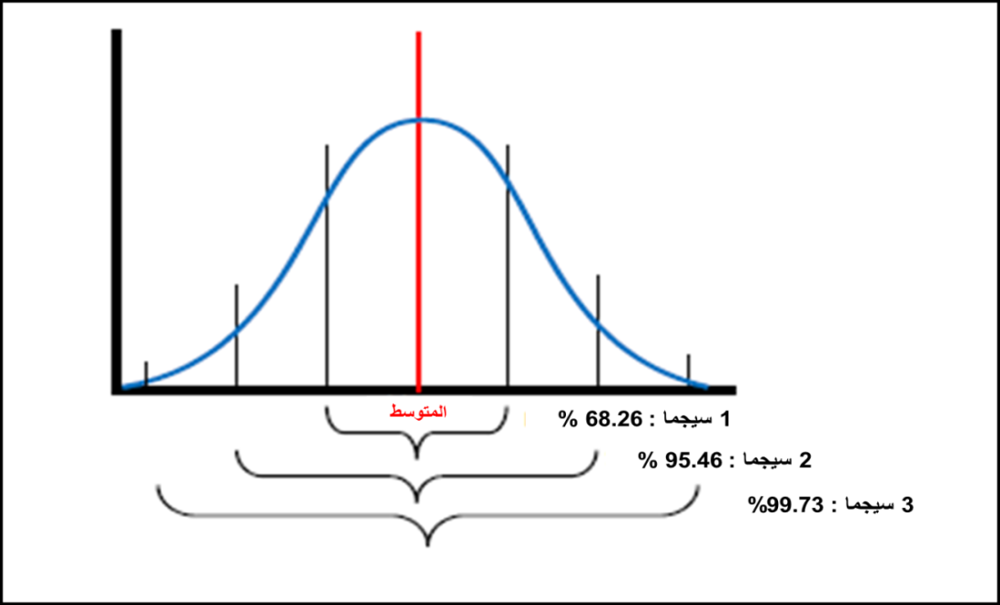 المتوسط
1 سيجما : 68.26 %
2 سيجما : 95.46 %
3 سيجما : 99.73%